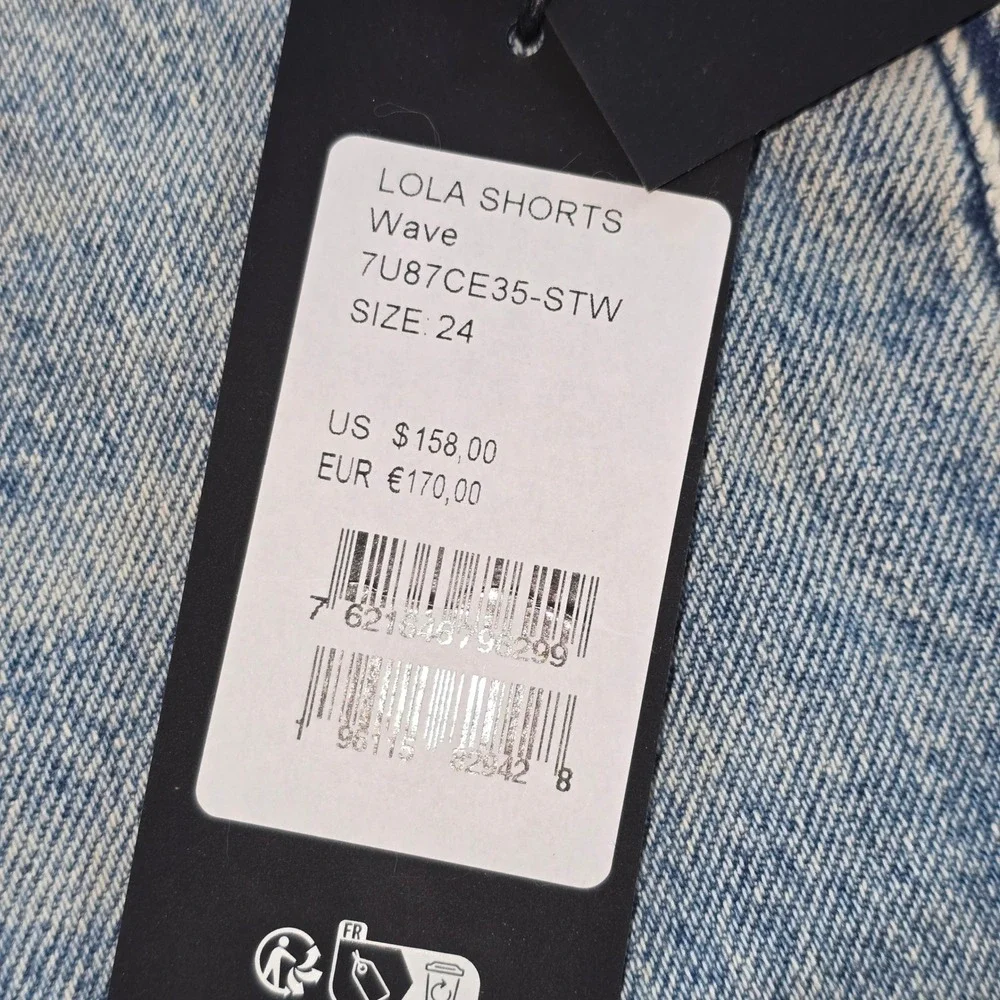 LOLA SHORTS
Wave
7U87CE35-STW
SIZE: 24
US $158,00
EUR €170,00
FR